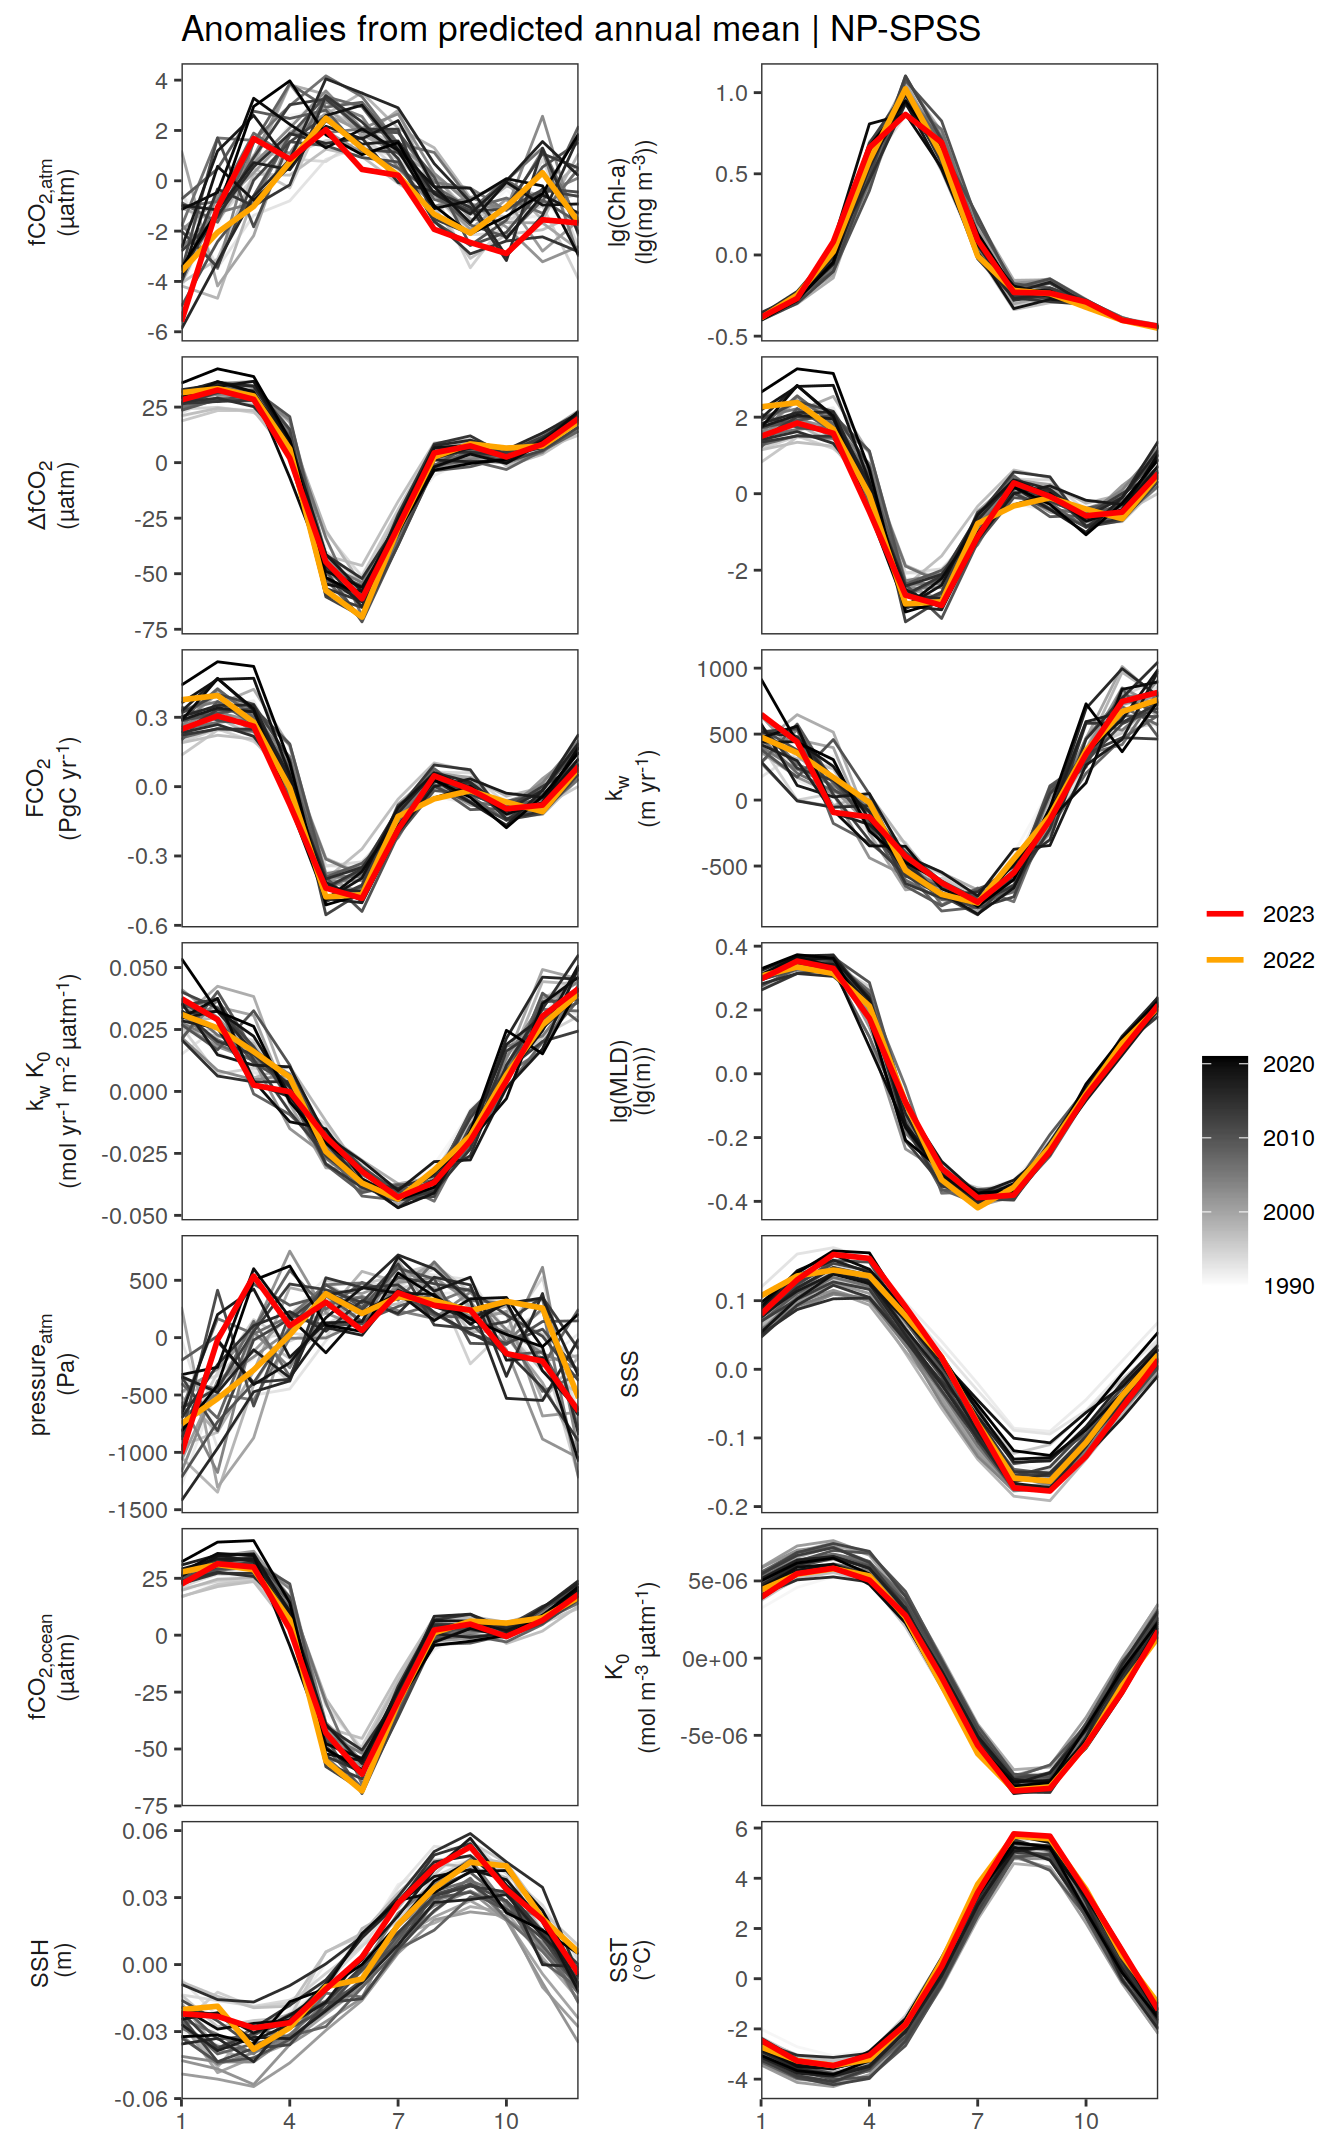 Anomalies from predicted annual mean | NP-SPSS
fCO2,atm
(µatm)
4
2
0
-2
-4
-6
lg(Chl-a)
(lg(mg m-3))
1.0
0.5
0.0
-0.5
ΔfCO2
(µatm)
25
0
-25
-50
-75
2
0
-2
FCO2
(PgC yr-1)
0.3
0.0
-0.3
-0.6
kw
(m yr-1)
1000
500
0
-500
kw K0
(mol yr-1 m-2 µatm-1)
0.050
0.025
0.000
-0.025
-0.050
lg(MLD)
(lg(m))
0.4
0.2
0.0
-0.2
-0.4
pressureatm
(Pa)
500
0
-500
-1000
-1500
SSS
0.1
0.0
-0.1
-0.2
fCO2,ocean
(µatm)
25
0
-25
-50
-75
K0
(mol m-3 µatm-1)
5e-06
0e+00
-5e-06
SSH
(m)
0.06
0.03
0.00
-0.03
-0.06
SST
(°C)
6
4
2
0
-2
-4
1 4 7 10
1 4 7 10
2023
2022
2020
2010
2000
1990